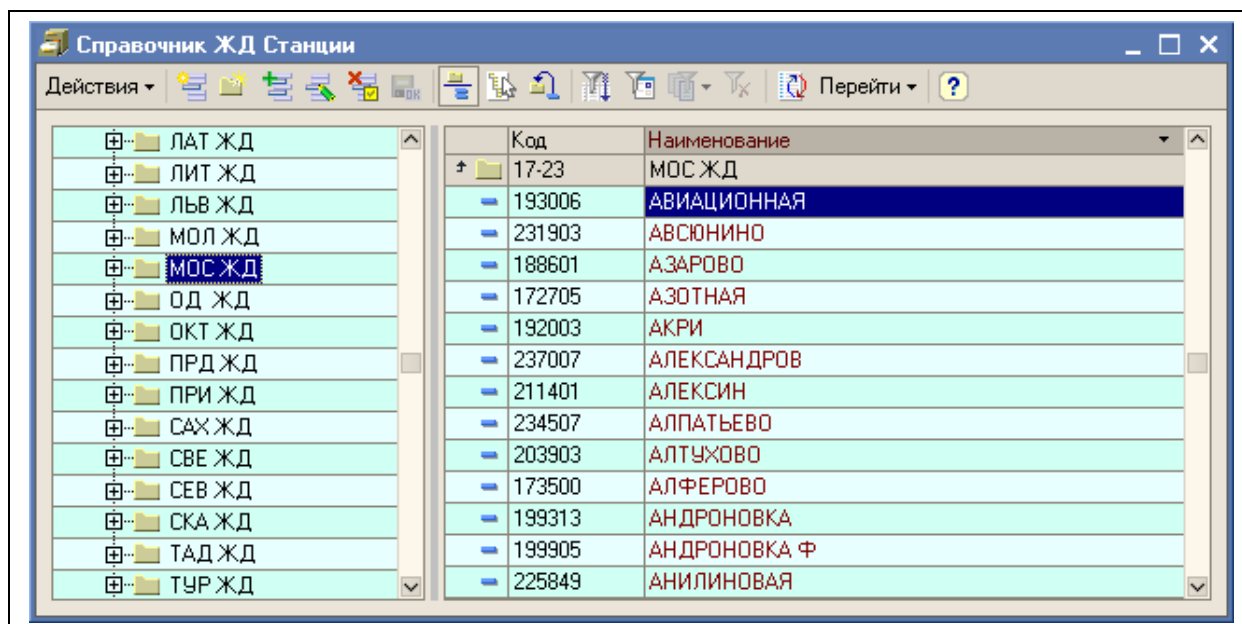 Справочник ЖД Станции
Действия OK Перейти ?
ЛАТ ЖД
ЛИТ ЖД
ЛЬВ ЖД
МОЛ ЖД
МОС ЖД
ОД ЖД
ОКТ ЖД
ПРД ЖД
ПРИ ЖД
САХ ЖД
СВЕ ЖД
СЕВ ЖД
СКА ЖД
ТАД ЖД
ТУР ЖД
Код Наименование
17-23 МОС ЖД
193006 АВИАЦИОННАЯ
231903 АВСЮНИНО
188601 АЗАРОВО
172705 АЗОТНАЯ
192003 АКРИ
237007 АЛЕКСАНДРОВ
211401 АЛЕКСИН
234507 АЛПАТЬЕВО
203903 АЛТУХОВО
173500 АЛФЕРОВО
199313 АНДРОНОВКА
199905 АНДРОНОВКА Ф
225849 АНИЛИНОВАЯ